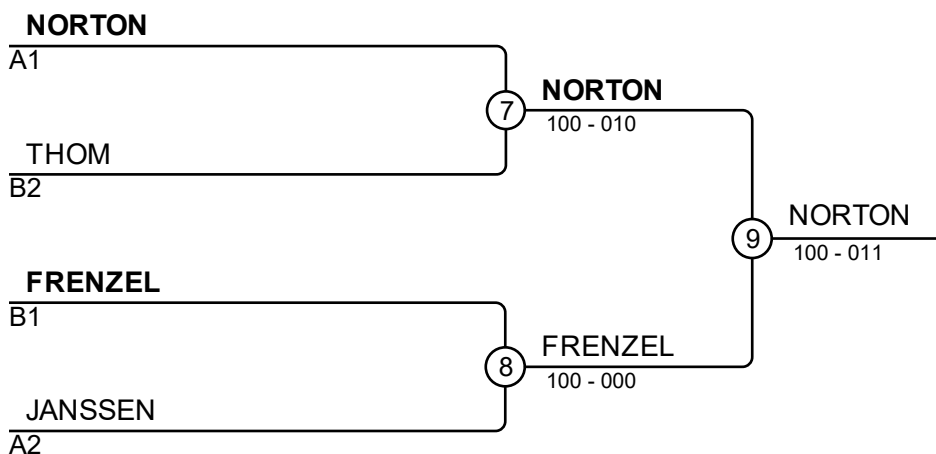 NORTON
A1
7
NORTON
100 - 010
THOM
B2
9
NORTON
100 - 011
FRENZEL
B1
8
FRENZEL
100 - 000
JANSSEN
A2